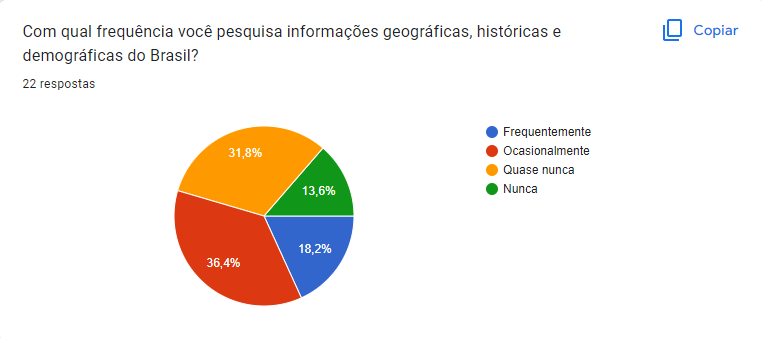 Com qual frequência você pesquisa informações geográficas, históricas e
demográficas do Brasil?
Copiar
22 respostas
31,8%
13,6%
36,4%
18,2%
Frequentemente
Ocasionalmente
Quase nunca
Nunca